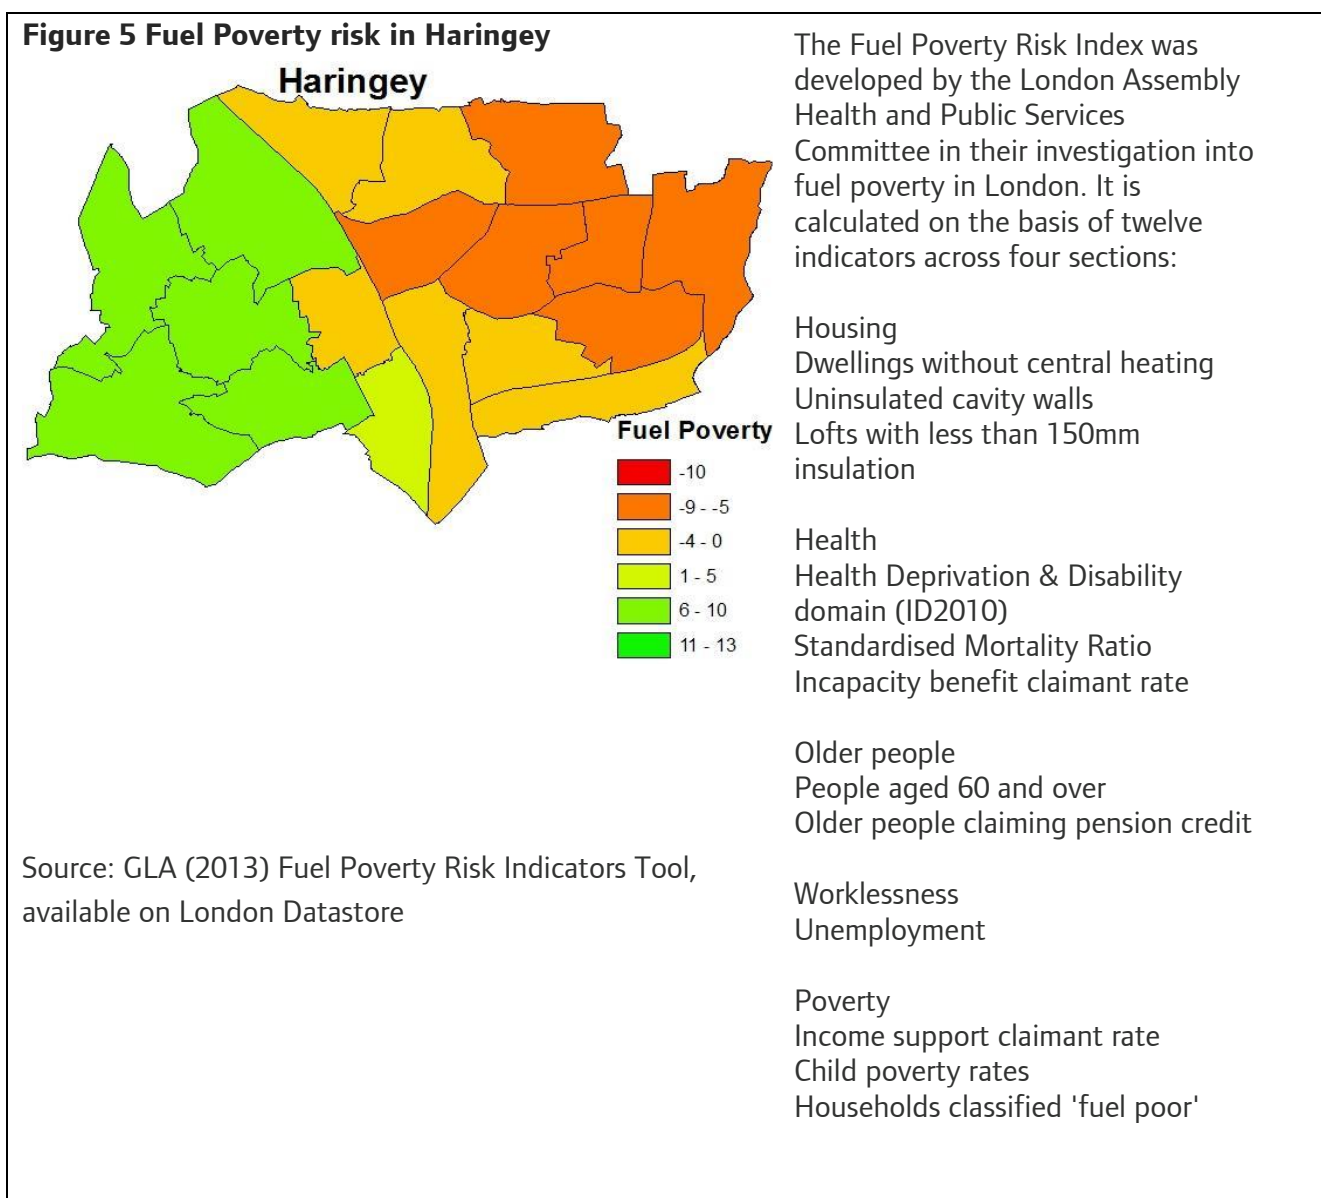 Figure 5 Fuel Poverty risk in Haringey
Haringey
Fuel Poverty
-10
-9 - -5
-4 - 0
1 - 5
6 - 10
11 - 13
Source: GLA (2013) Fuel Poverty Risk Indicators Tool,
available on London Datastore
The Fuel Poverty Risk Index was
developed by the London Assembly
Health and Public Services
Committee in their investigation into
fuel poverty in London. It is
calculated on the basis of twelve
indicators across four sections:
Housing
Dwellings without central heating
Uninsulated cavity walls
Lofts with less than 150mm
insulation
Health
Health Deprivation & Disability
domain (ID2010)
Standardised Mortality Ratio
Incapacity benefit claimant rate
Older people
People aged 60 and over
Older people claiming pension credit
Worklessness
Unemployment
Poverty
Income support claimant rate
Child poverty rates
Households classified 'fuel poor'